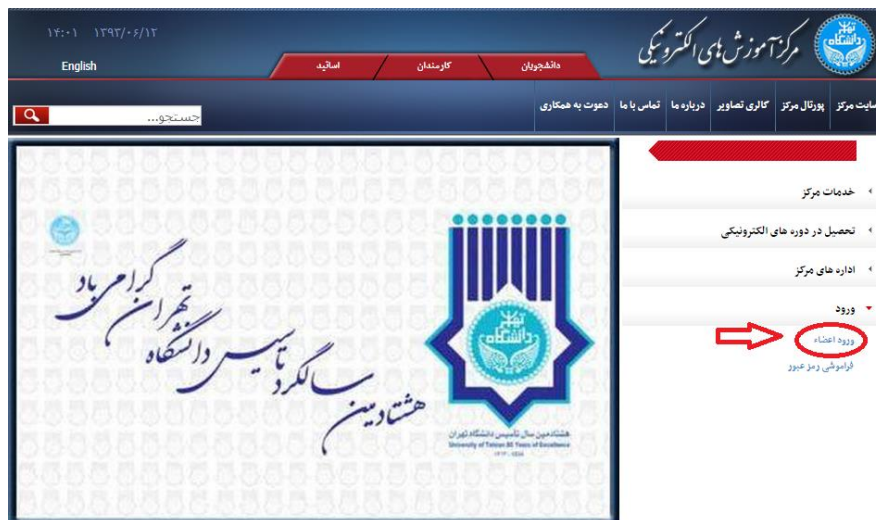 ۱۴:۰۱ ۱۳۹۳/۰۶/۱۲
English
مرکز آموزش های الکترونیکی
دانشجویان
کارمندان
اساتید
سایت مرکز
پورتال مرکز
گالری تصاویر
درباره ما
تماس با ما
دعوت به همکاری
جستجو...
خدمات مرکز
تحصیل در دوره های الکترونیکی
اداره های مرکز
ورود
ورود اعضاء
فراموشی رمز عبور
هشتادمین
سالگرد تاسیس دانشگاه
تهران گرامی باد
دانشگاه تهران
هشتادمین سال تأسیس دانشگاه تهران
University of Tehran 80 Years of Excellence